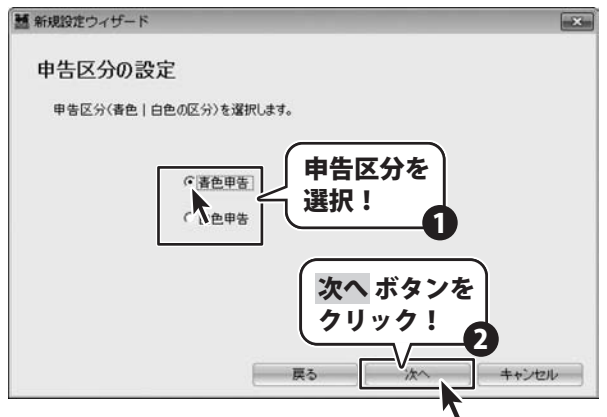 新規設定ウィザード
申告区分の設定
申告区分(青色|白色の区分)を選択します。
青色申告
色申告
申告区分を
選択！
1
次へ ボタンを
クリック！
2
戻る 次へ キャンセル